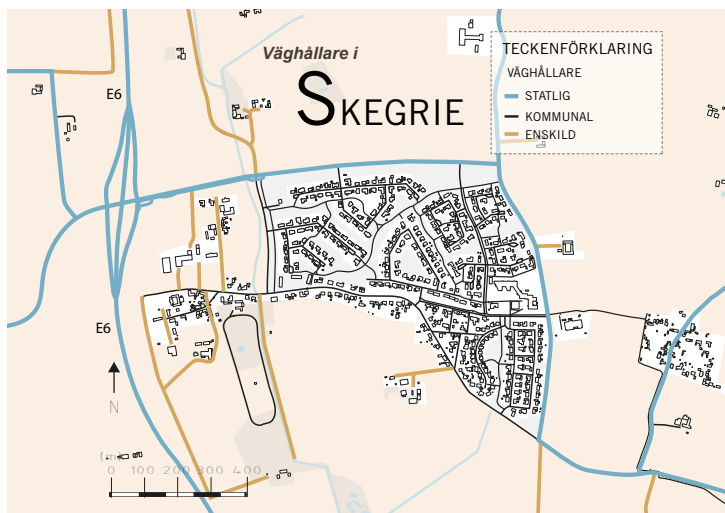 Väghållare i
SKEGRIE
TECKENFÖRKLARING
VÄGHÅLLARE
STATLIG
KOMMUNAL
ENSKILD
E6
E6
N
(m)
0 100 200 300 400